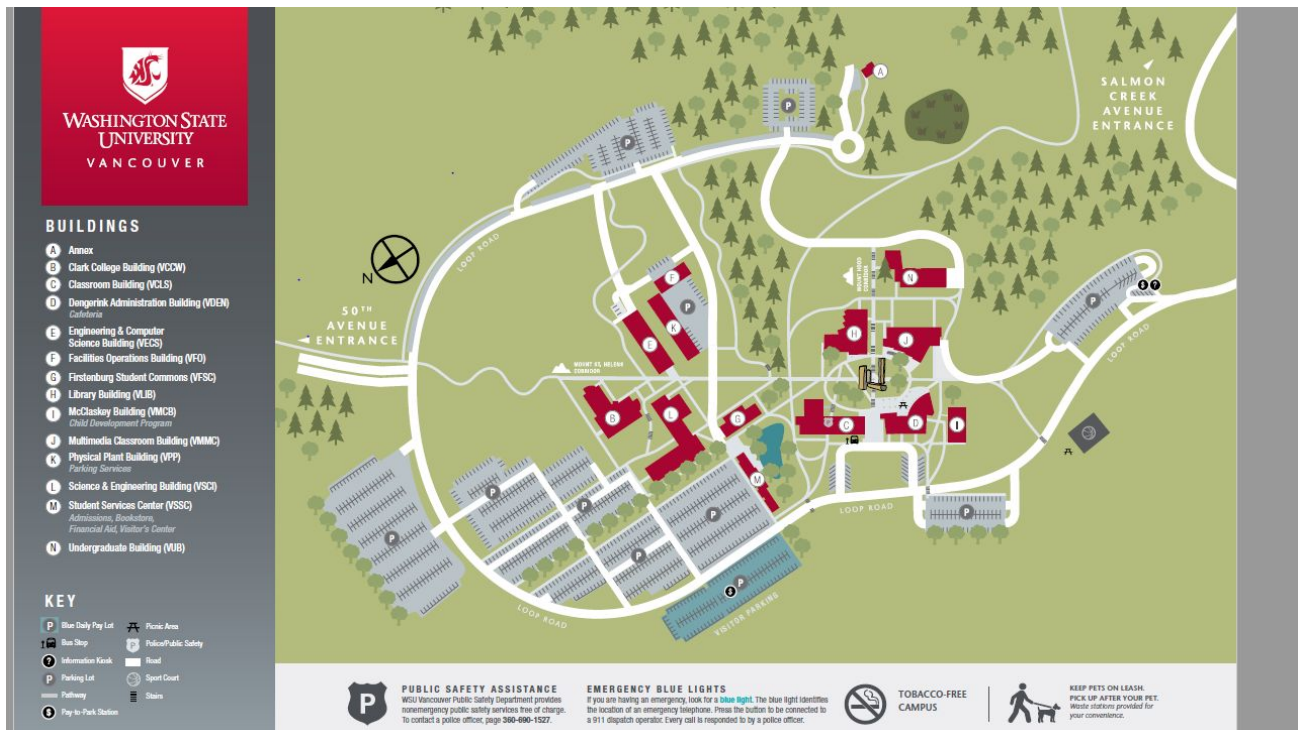 WASHINGTON STATE
UNIVERSITY
VANCOUVER
BUILDINGS
A Annex
B Clark College Building (VCCW)
C Classroom Building (VCLS)
D Dengerink Administration Building (VDEN)
Cafeteria
E Engineering & Computer
Science Building (VECS)
F Facilities Operations Building (VFO)
G Firstenburg Student Commons (VFSC)
H Library Building (VLIB)
I McClaskey Building (VMCB)
Child Development Program
J Multimedia Classroom Building (VMMC)
K Physical Plant Building (VPP)
Parking Services
L Science & Engineering Building (VSCI)
M Student Services Center (VSSC)
Admissions, Bookstore,
Financial Aid, Visitor's Center
N Undergraduate Building (VUB)
KEY
P Blue Daily Pay Lot
Picnic Area
Bus Stop
P Police/Public Safety
? Information Kiosk
Road
P Parking Lot
Sport Court
Pathway
Stairs
$ Pay-to-Park Station
SALMON
CREEK
AVENUE
ENTRANCE
A
P
P
LOOP ROAD
N
50TH
AVENUE
ENTRANCE
F
P
K
E
MOUNT HOOD
CORRIDOR
N
P
$ ?
H
J
LOOP ROAD
MOUNT ST. HELENS
CORRIDOR
B
L
G
C
D
I
M
P
P
P
P
P
LOOP ROAD
P
P
$
LOOP ROAD
VISITOR PARKING
P
PUBLIC SAFETY ASSISTANCE
WSU Vancouver Public Safety Department provides
nonemergency public safety services free of charge.
To contact a police officer, page 360-690-1527.
EMERGENCY BLUE LIGHTS
If you are having an emergency, look for a blue light. The blue light identifies
the location of an emergency telephone. Press the button to be connected to
a 911 dispatch operator. Every call is responded to by a police officer.
TOBACCO-FREE
CAMPUS
KEEP PETS ON LEASH.
PICK UP AFTER YOUR PET.
Waste stations provided for
your convenience.